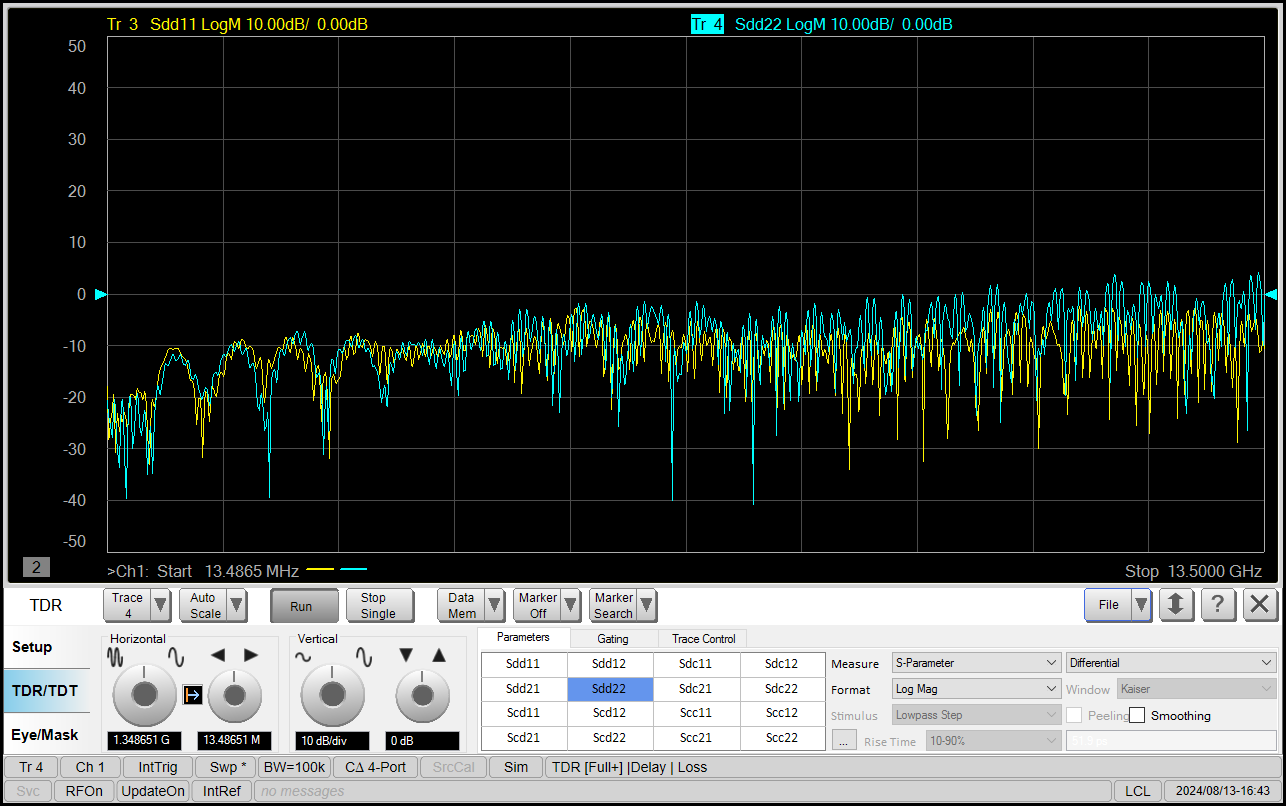 Tr 3 Sdd11 LogM 10.00dB/ 0.00dB
Tr 4 Sdd22 LogM 10.00dB/ 0.00dB
50
40
30
20
10
0
-10
-20
-30
-40
-50
2
>Ch1: Start 13.4865 MHz
Stop 13.5000 GHz
TDR
Trace 4
Auto Scale
Run
Stop Single
Data Mem
Marker Off
Marker Search
File
?
Setup
TDR/TDT
Eye/Mask
Horizontal
1.348651 G
13.48651 M
Vertical
10 dB/div
0 dB
Parameters Gating Trace Control
Sdd11 Sdd12 Sdc11 Sdc12
Sdd21 Sdd22 Sdc21 Sdc22
Scd11 Scd12 Scc11 Scc12
Scd21 Scd22 Scc21 Scc22
Measure S-Parameter Differential
Format Log Mag Window Kaiser
Stimulus Lowpass Step Peeling Smoothing
... Rise Time 10-90%
Tr 4 Ch 1 IntTrig Swp * BW=100k CΔ 4-Port SrcCal Sim TDR [Full+] |Delay | Loss
Svc RFOn UpdateOn IntRef no messages LCL 2024/08/13-16:43